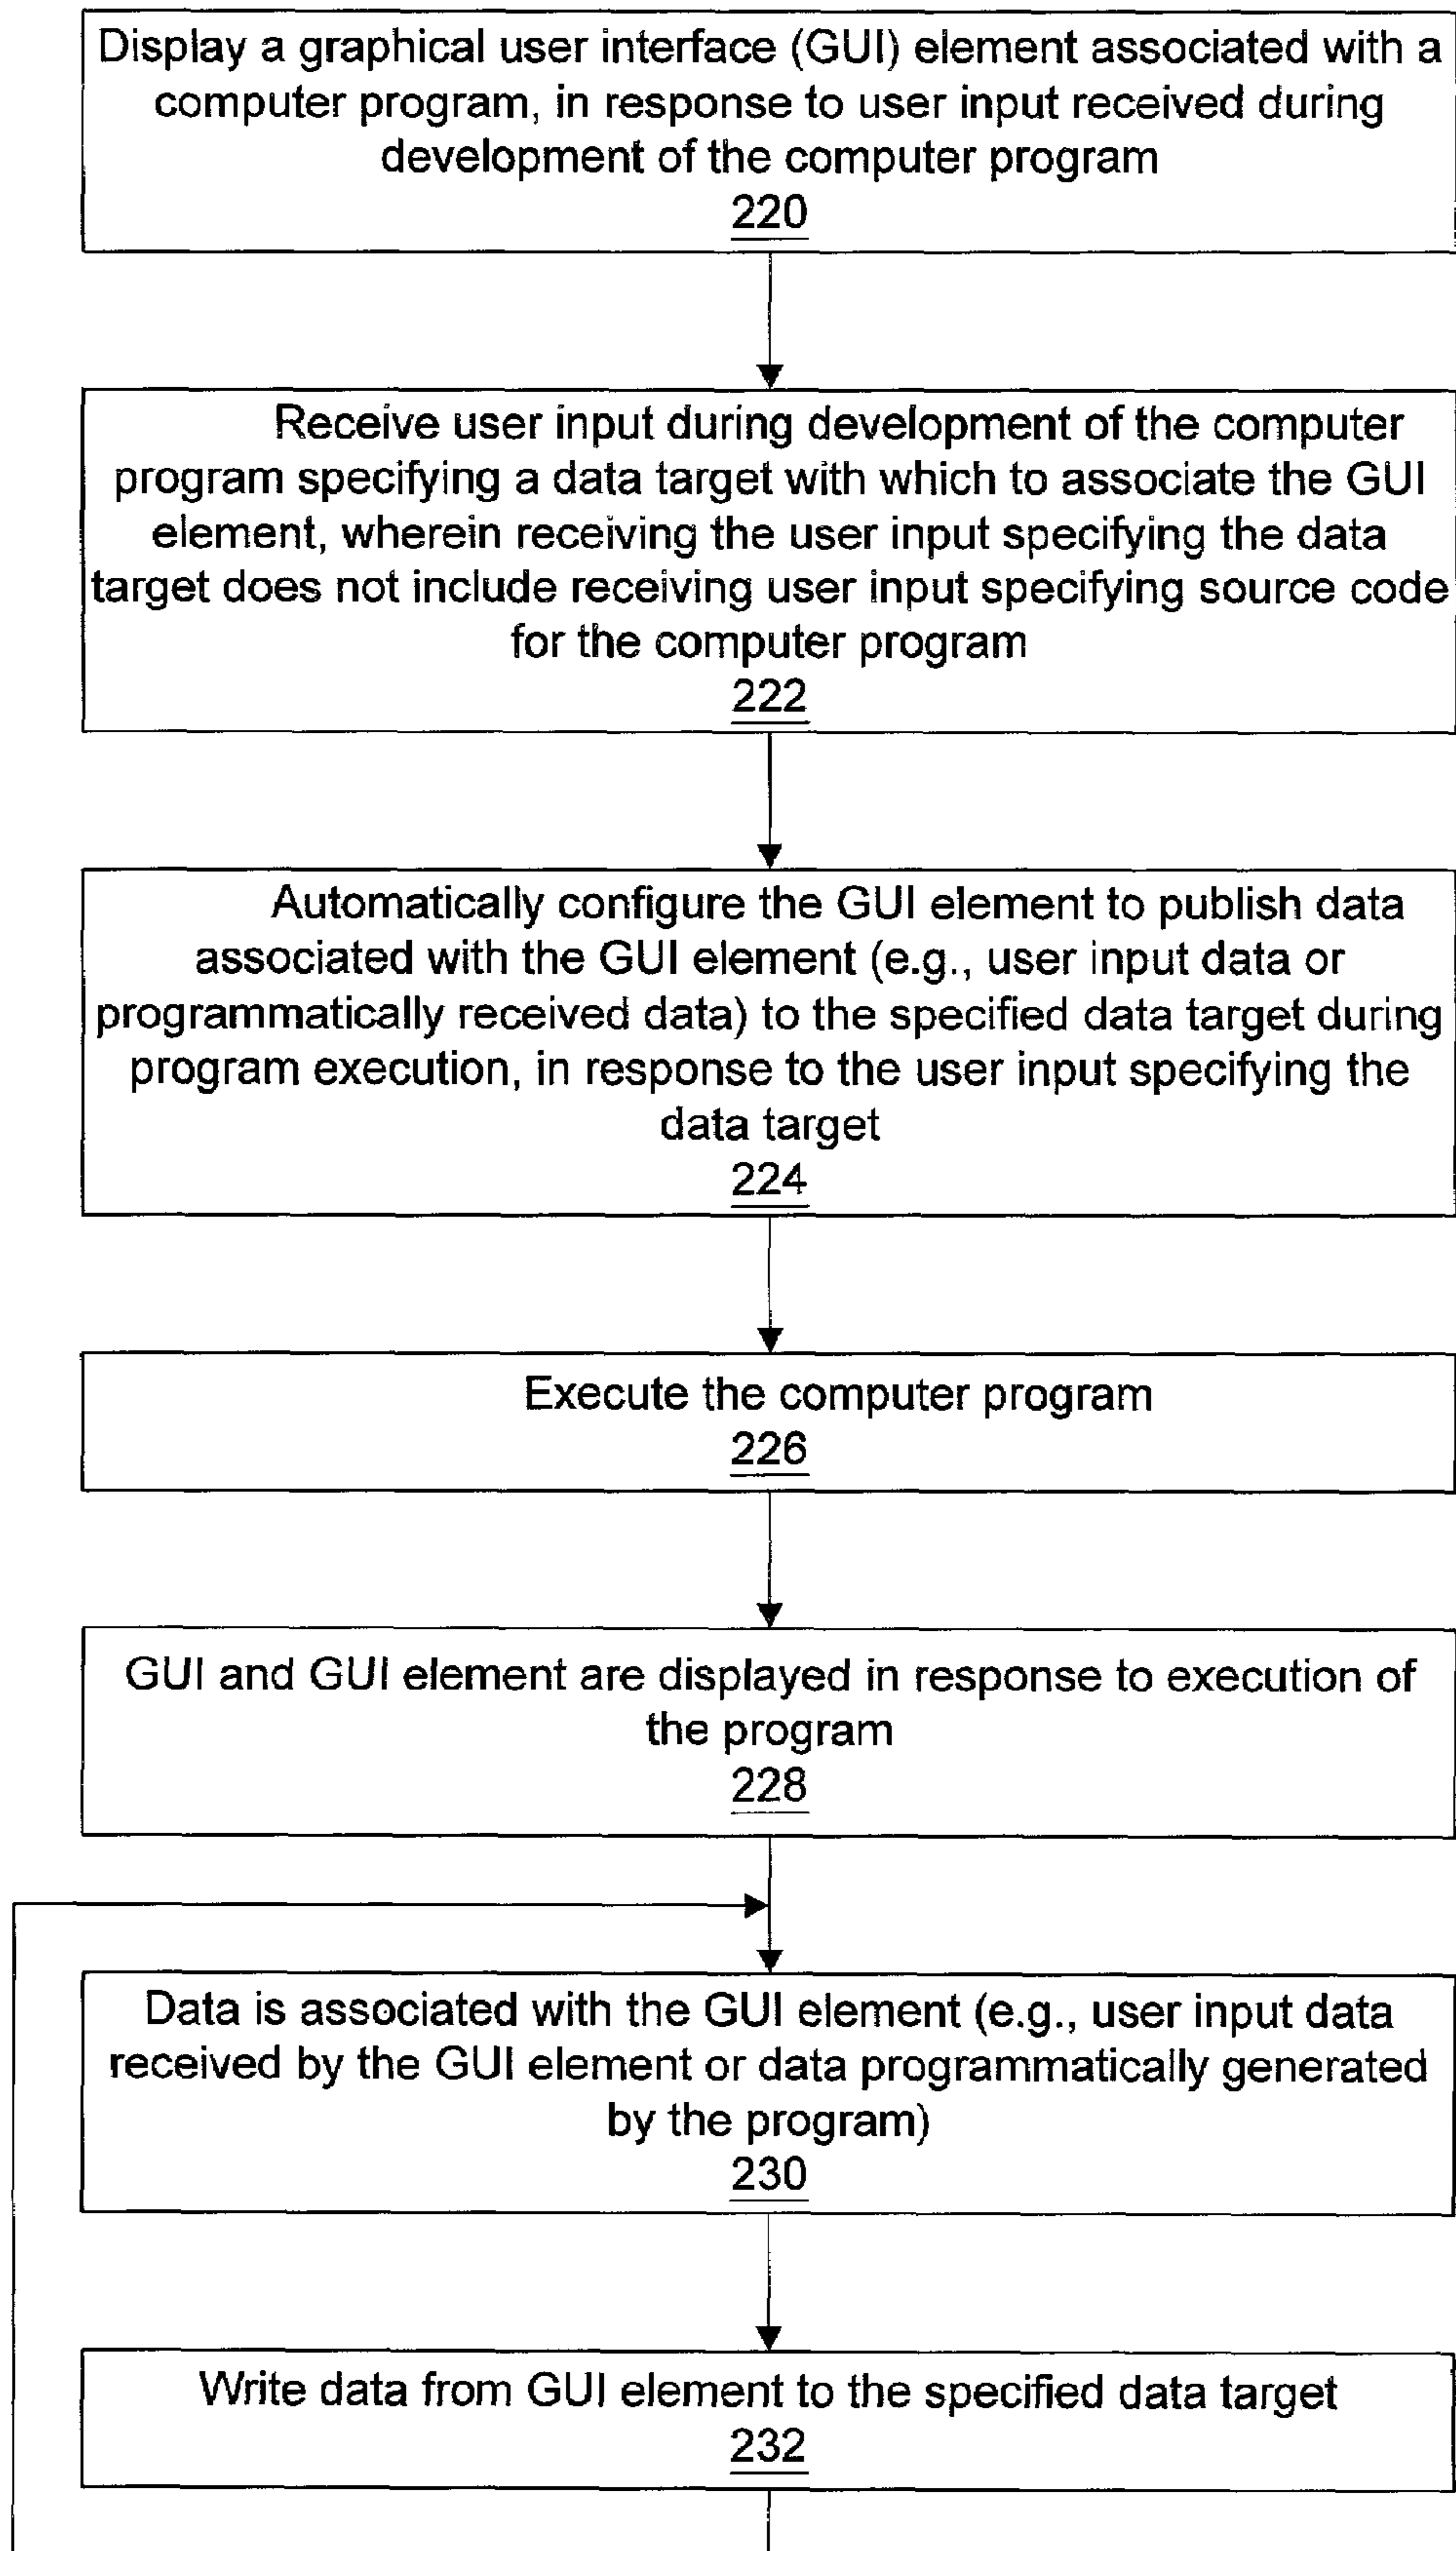 Display a graphical user interface (GUI) element associated with a
computer program, in response to user input received during
development of the computer program
220
Receive user input during development of the computer
program specifying a data target with which to associate the GUI
element, wherein receiving the user input specifying the data
target does not include receiving user input specifying source code
for the computer program
222
Automatically configure the GUI element to publish data
associated with the GUI element (e.g., user input data or
programmatically received data) to the specified data target during
program execution, in response to the user input specifying the
data target
224
Execute the computer program
226
GUI and GUI element are displayed in response to execution of
the program
228
Data is associated with the GUI element (e.g., user input data
received by the GUI element or data programmatically generated
by the program)
230
Write data from GUI element to the specified data target
232